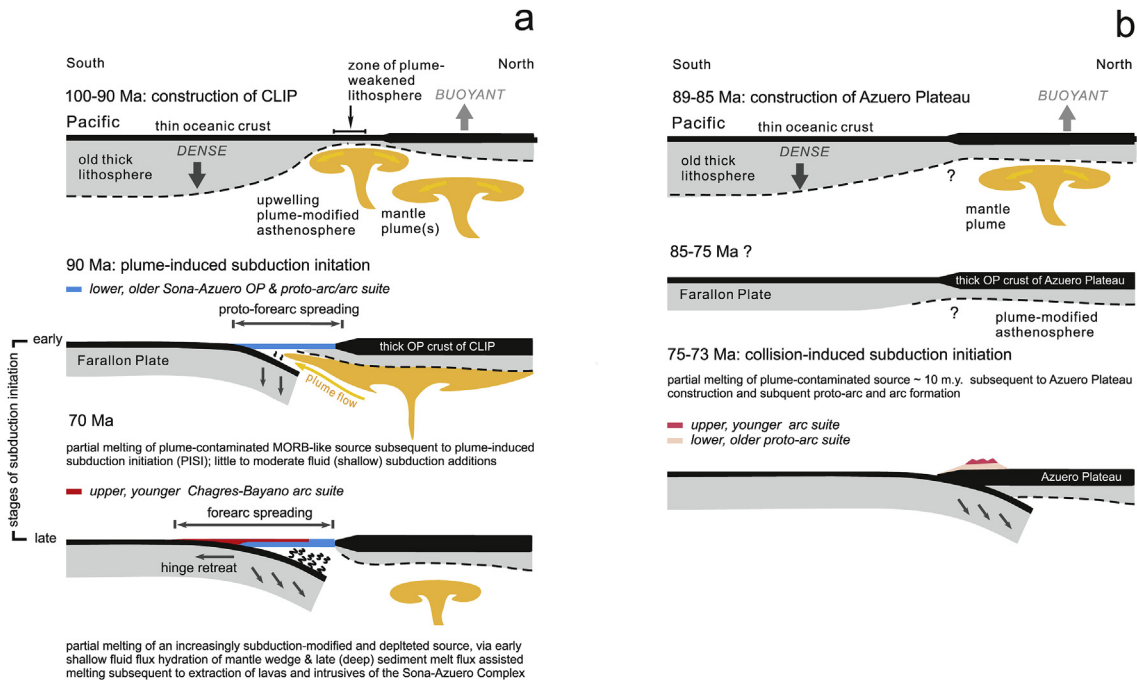 a
South
North
zone of plume-
weakened
lithosphere
100-90 Ma: construction of CLIP
BUOYANT
Pacific
thin oceanic crust
old thick
lithosphere
DENSE
upwelling
plume-modified
asthenosphere
mantle
plume(s)
90 Ma: plume-induced subduction initation
lower, older Sona-Azuero OP & proto-arc/arc suite
proto-forearc spreading
stages of subduction initiation
early
Farallon Plate
thick OP crust of CLIP
plume flow
70 Ma
partial melting of plume-contaminated MORB-like source subsequent to plume-induced
subduction initiation (PISI); little to moderate fluid (shallow) subduction additions
upper, younger Chagres-Bayano arc suite
forearc spreading
late
hinge retreat
partial melting of an increasingly subduction-modified and depleteted source, via early
shallow fluid flux hydration of mantle wedge & late (deep) sediment melt flux assisted
melting subsequent to extraction of lavas and intrusives of the Sona-Azuero Complex
b
South
North
89-85 Ma: construction of Azuero Plateau
BUOYANT
Pacific
thin oceanic crust
old thick
lithosphere
DENSE
?
mantle
plume
85-75 Ma ?
thick OP crust of Azuero Plateau
Farallon Plate
?
plume-modified
asthenosphere
75-73 Ma: collision-induced subduction initiation
partial melting of plume-contaminated source ~ 10 m.y. subsequent to Azuero Plateau
construction and subquent proto-arc and arc formation
upper, younger arc suite
lower, older proto-arc suite
Azuero Plateau